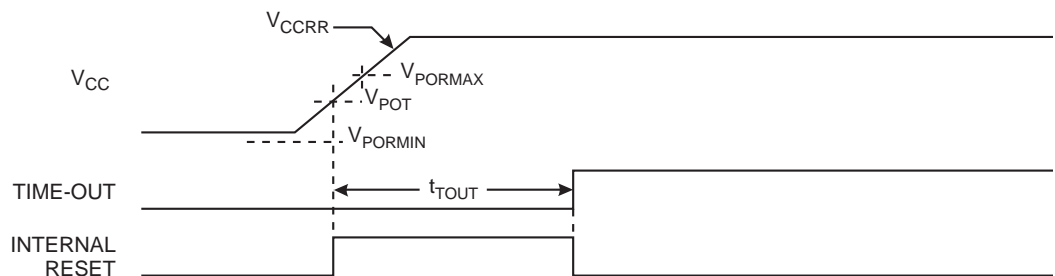 VCCRR
VCC
VPORMAX
VPOT
VPORMIN
TIME-OUT
tTOUT
INTERNAL
RESET